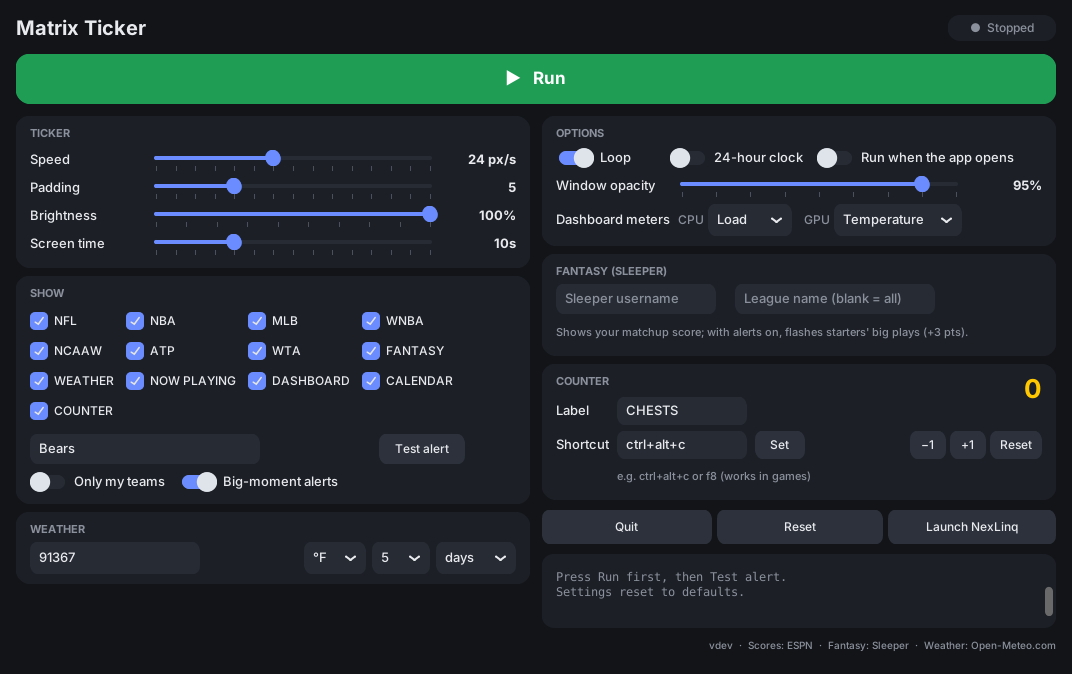 Matrix Ticker
Stopped
Run
TICKER
Speed 24 px/s
Padding 5
Brightness 100%
Screen time 10s
SHOW
NFL NBA MLB WNBA
NCAAW ATP WTA FANTASY
WEATHER NOW PLAYING DASHBOARD CALENDAR
COUNTER
Bears Test alert
Only my teams Big-moment alerts
WEATHER
91367 °F 5 days
OPTIONS
Loop 24-hour clock Run when the app opens
Window opacity 95%
Dashboard meters CPU Load GPU Temperature
FANTASY (SLEEPER)
Sleeper username League name (blank = all)
Shows your matchup score; with alerts on, flashes starters' big plays (+3 pts).
COUNTER 0
Label CHESTS
Shortcut ctrl+alt+c Set −1 +1 Reset
e.g. ctrl+alt+c or f8 (works in games)
Quit Reset Launch NexLinq
Press Run first, then Test alert.
Settings reset to defaults.
vdev · Scores: ESPN · Fantasy: Sleeper · Weather: Open-Meteo.com